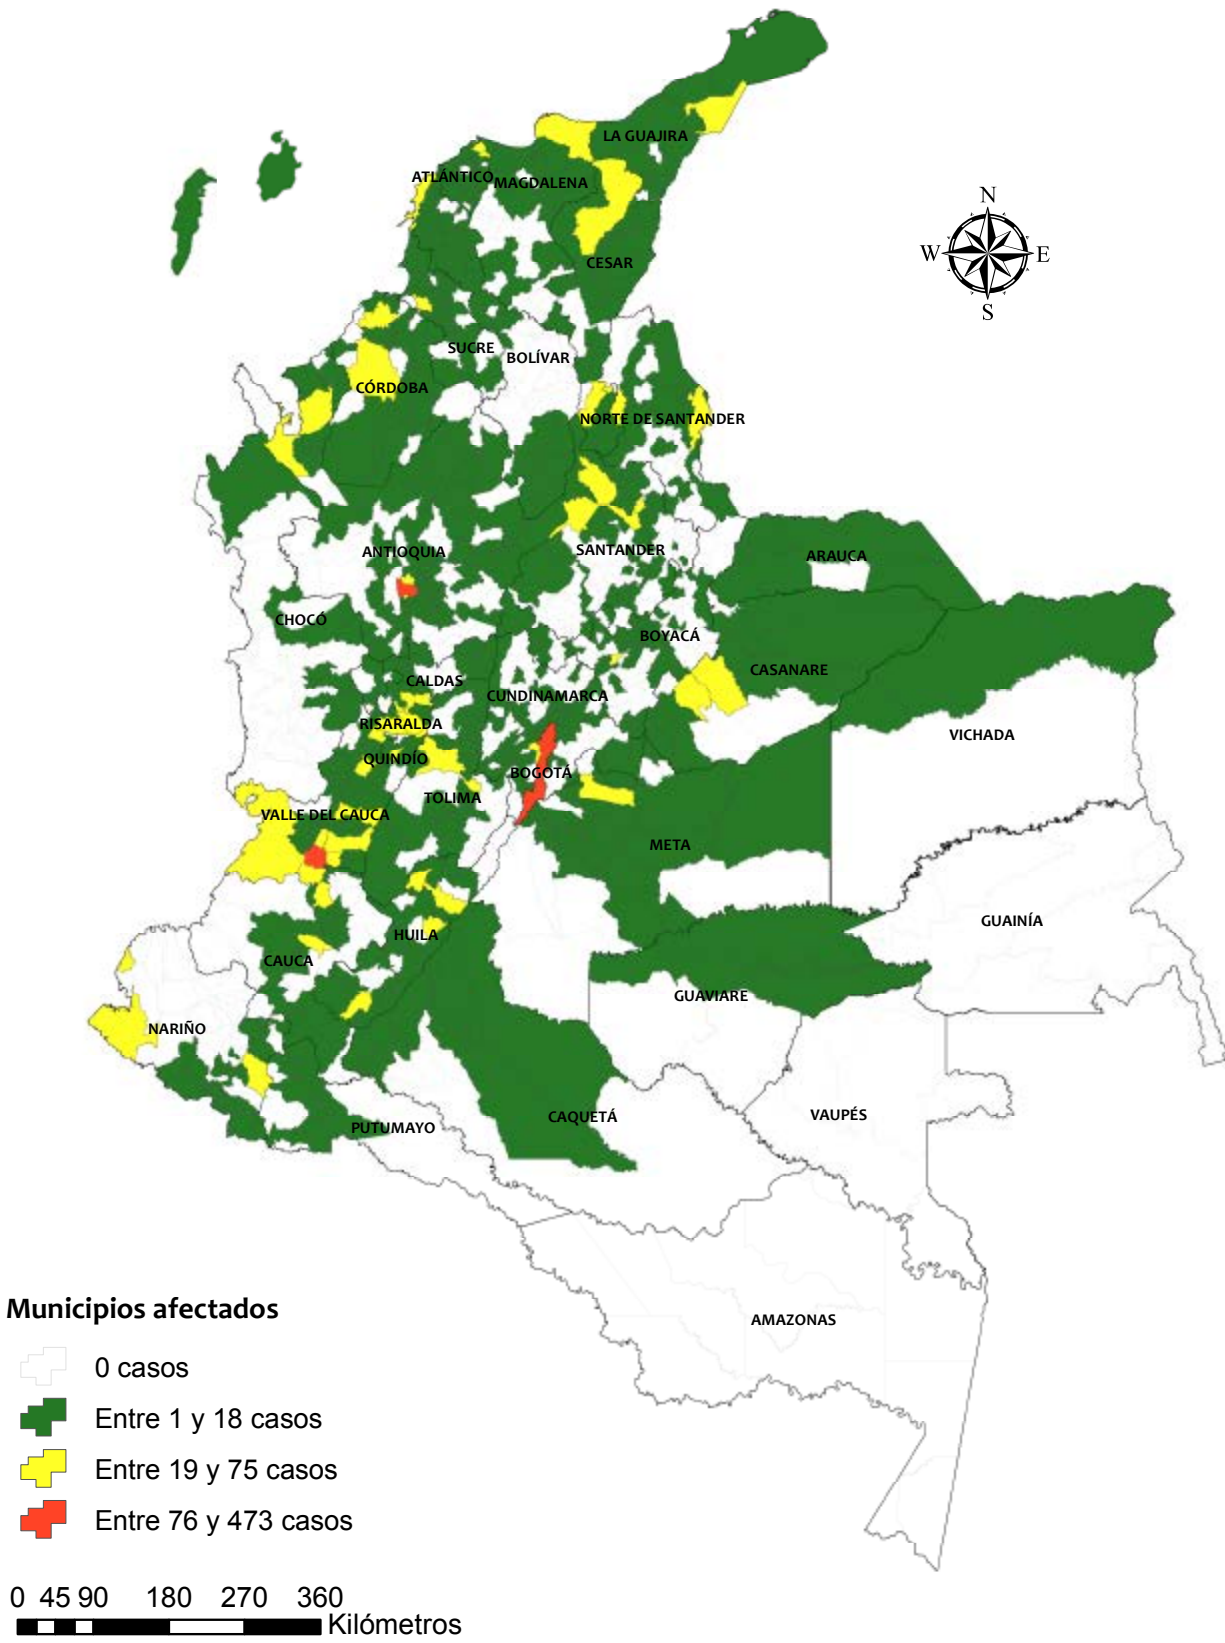 LA GUAJIRA
ATLÁNTICO
MAGDALENA
N
W
E
S
CESAR
SUCRE
BOLÍVAR
CÓRDOBA
NORTE DE SANTANDER
ANTIOQUIA
SANTANDER
ARAUCA
CHOCÓ
BOYACÁ
CASANARE
CALDAS
CUNDINAMARCA
RISARALDA
VICHADA
QUINDÍO
BOGOTÁ
TOLIMA
VALLE DEL CAUCA
META
GUAINÍA
HUILA
CAUCA
GUAVIARE
NARIÑO
VAUPÉS
CAQUETÁ
PUTUMAYO
AMAZONAS
Municipios afectados
0 casos
Entre 1 y 18 casos
Entre 19 y 75 casos
Entre 76 y 473 casos
0 45 90 180 270 360
Kilómetros